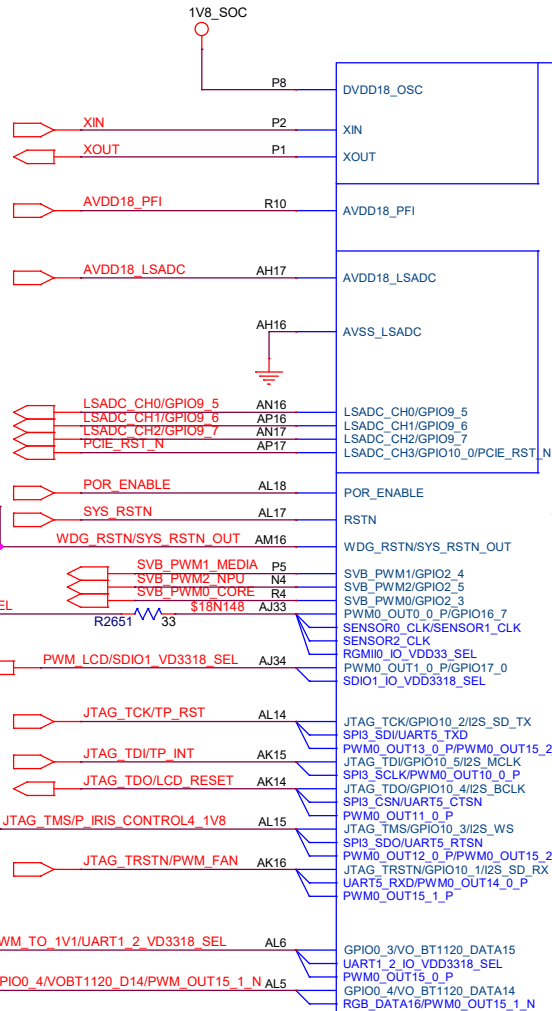 1V8_SOC
P8 DVDD18_OSC
XIN P2 XIN
XOUT P1 XOUT
AVDD18_PFI R10 AVDD18_PFI
AVDD18_LSADC AH17 AVDD18_LSADC
AH16 AVSS_LSADC
LSADC_CH0/GPIO9_5 AN16 LSADC_CH0/GPIO9_5
LSADC_CH1/GPIO9_6 AP16 LSADC_CH1/GPIO9_6
LSADC_CH2/GPIO9_7 AN17 LSADC_CH2/GPIO9_7
PCIE_RST_N AP17 LSADC_CH3/GPIO10_0/PCIE_RST_N
POR_ENABLE AL18 POR_ENABLE
SYS_RSTN AL17 RSTN
WDG_RSTN/SYS_RSTN_OUT AM16 WDG_RSTN/SYS_RSTN_OUT
SVB_PWM1_MEDIA P5 SVB_PWM1/GPIO2_4
SVB_PWM2_NPU N4 SVB_PWM2/GPIO2_5
SVB_PWM0_CORE R4 SVB_PWM0/GPIO2_3
EL R2651 33 $18N148 AJ33 PWM0_OUT0_0_P/GPIO16_7
SENSOR0_CLK/SENSOR1_CLK
SENSOR2_CLK
RGMII0_IO_VDD33_SEL
PWM_LCD/SDIO1_VD3318_SEL AJ34 PWM0_OUT1_0_P/GPIO17_0
SDIO1_IO_VDD3318_SEL
JTAG_TCK/TP_RST AL14 JTAG_TCK/GPIO10_2/I2S_SD_TX
SPI3_SDI/UART5_TXD
PWM0_OUT13_0_P/PWM0_OUT15_2
JTAG_TDI/TP_INT AK15 JTAG_TDI/GPIO10_5/I2S_MCLK
SPI3_SCLK/PWM0_OUT10_0_P
JTAG_TDO/LCD_RESET AK14 JTAG_TDO/GPIO10_4/I2S_BCLK
SPI3_CSN/UART5_CTSN
PWM0_OUT11_0_P
JTAG_TMS/P_IRIS_CONTROL4_1V8 AL15 JTAG_TMS/GPIO10_3/I2S_WS
SPI3_SDO/UART5_RTSN
PWM0_OUT12_0_P/PWM0_OUT15_2
JTAG_TRSTN/PWM_FAN AK16 JTAG_TRSTN/GPIO10_1/I2S_SD_RX
UART5_RXD/PWM0_OUT14_0_P
PWM0_OUT15_1_P
WM_TO_1V1/UART1_2_VD3318_SEL AL6 GPIO0_3/VO_BT1120_DATA15
UART1_2_IO_VDD3318_SEL
PWM0_OUT15_0_P
PIO0_4/VOBT1120_D14/PWM_OUT15_1_N AL5 GPIO0_4/VO_BT1120_DATA14
RGB_DATA16/PWM0_OUT15_1_N